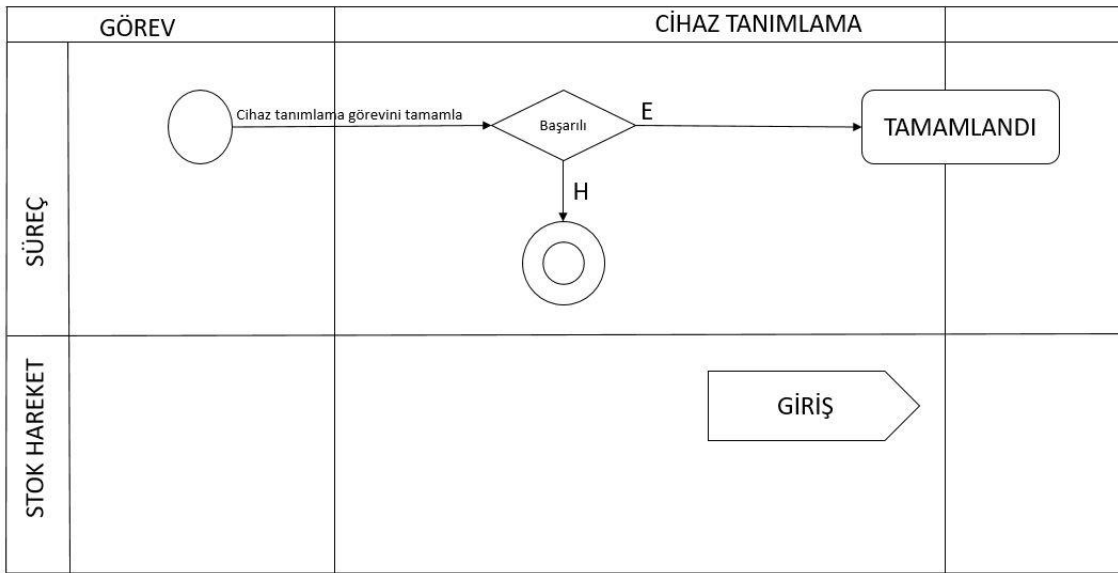 GÖREV
CİHAZ TANIMLAMA
SÜREÇ
Cihaz tanımlama görevini tamamla
Başarılı
E
TAMAMLANDI
H
STOK HAREKET
GİRİŞ